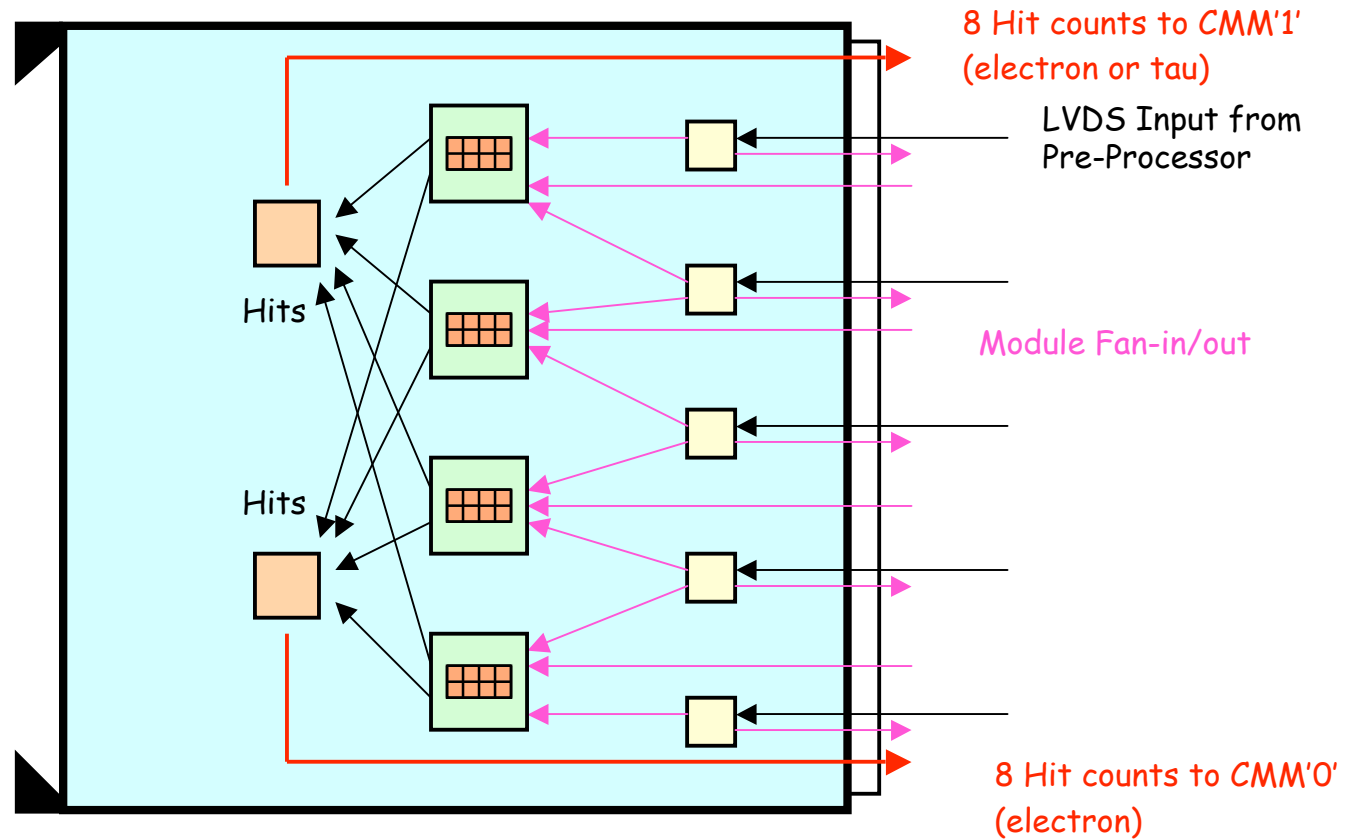 8 Hit counts to CMM'1'
(electron or tau)
LVDS Input from
Pre-Processor
Hits
Module Fan-in/out
Hits
8 Hit counts to CMM'0'
(electron)